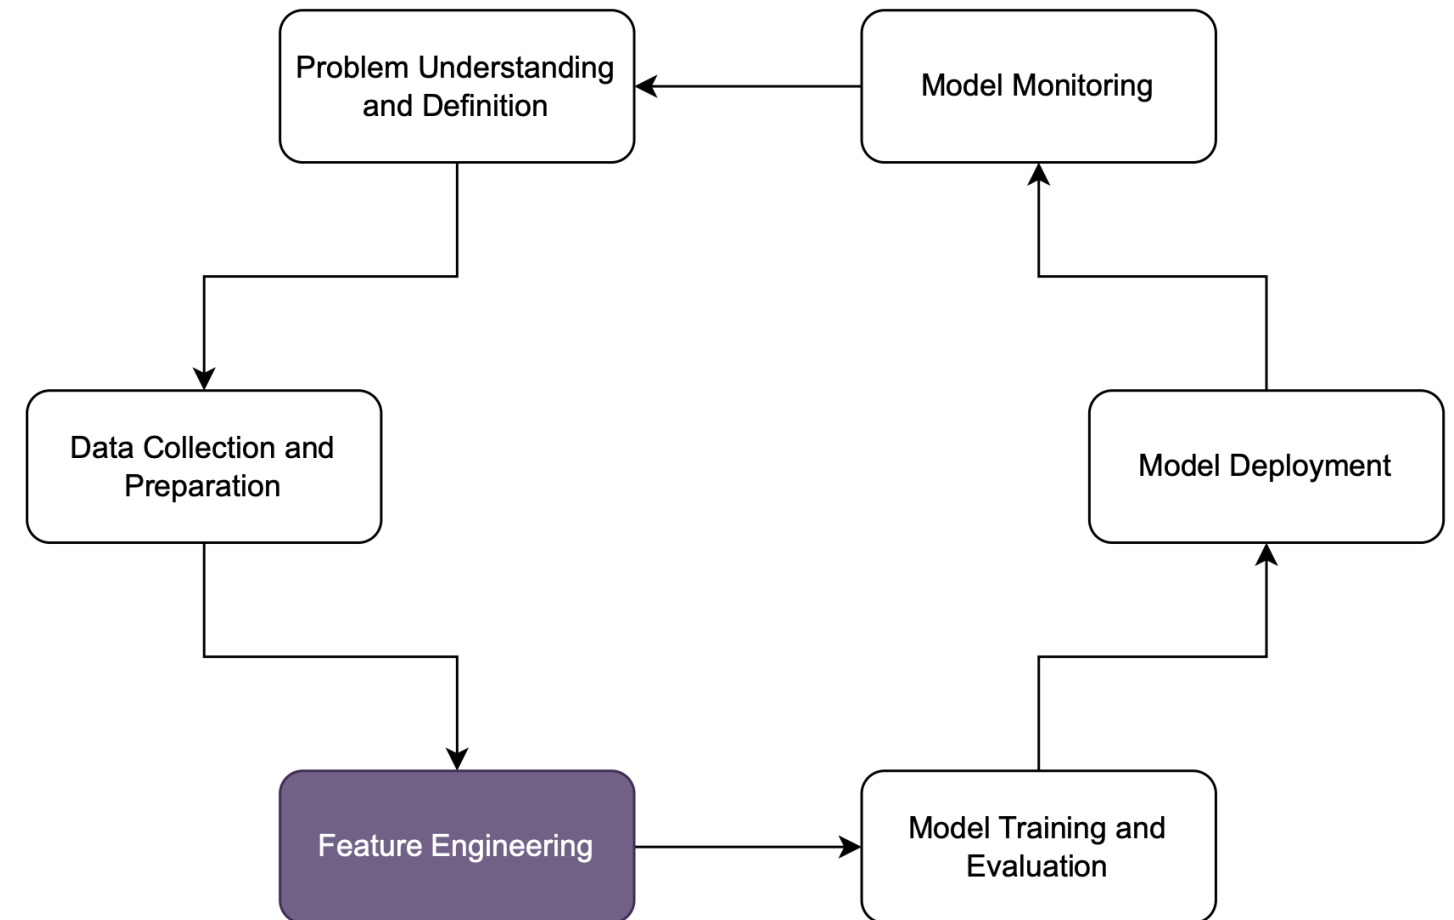 Problem Understanding
and Definition
Model Monitoring
Data Collection and
Preparation
Model Deployment
Feature Engineering
Model Training and
Evaluation